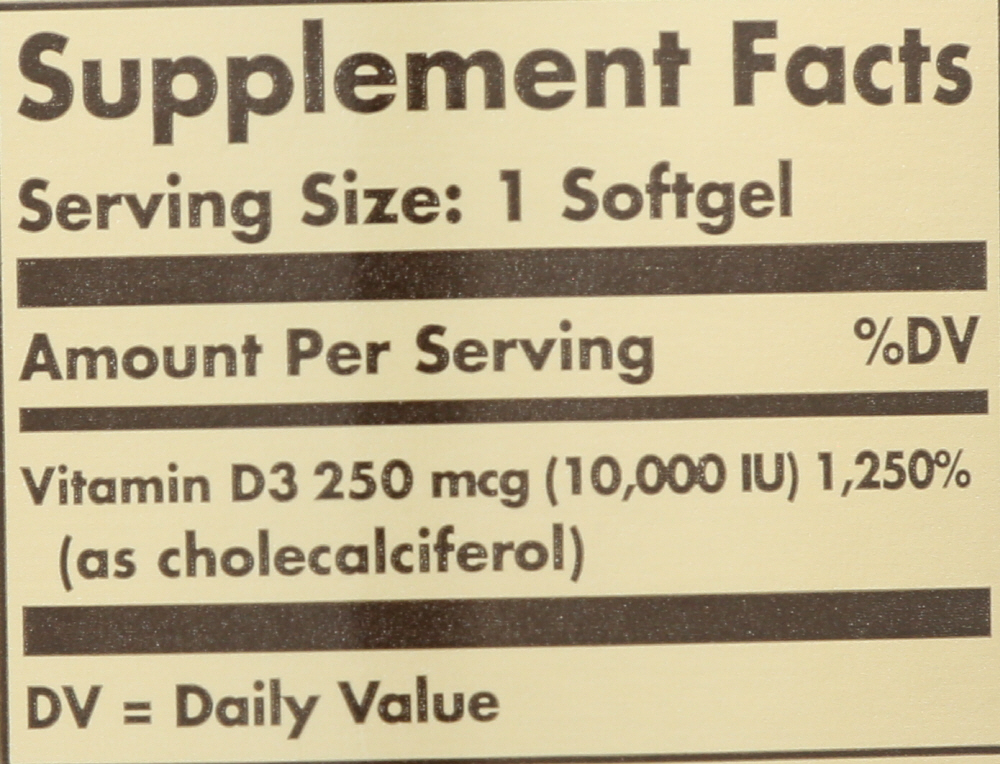 Supplement Facts
Serving Size: 1 Softgel
Amount Per Serving %DV
Vitamin D3 250 mcg (10,000 IU) 1,250%
(as cholecalciferol)
DV = Daily Value